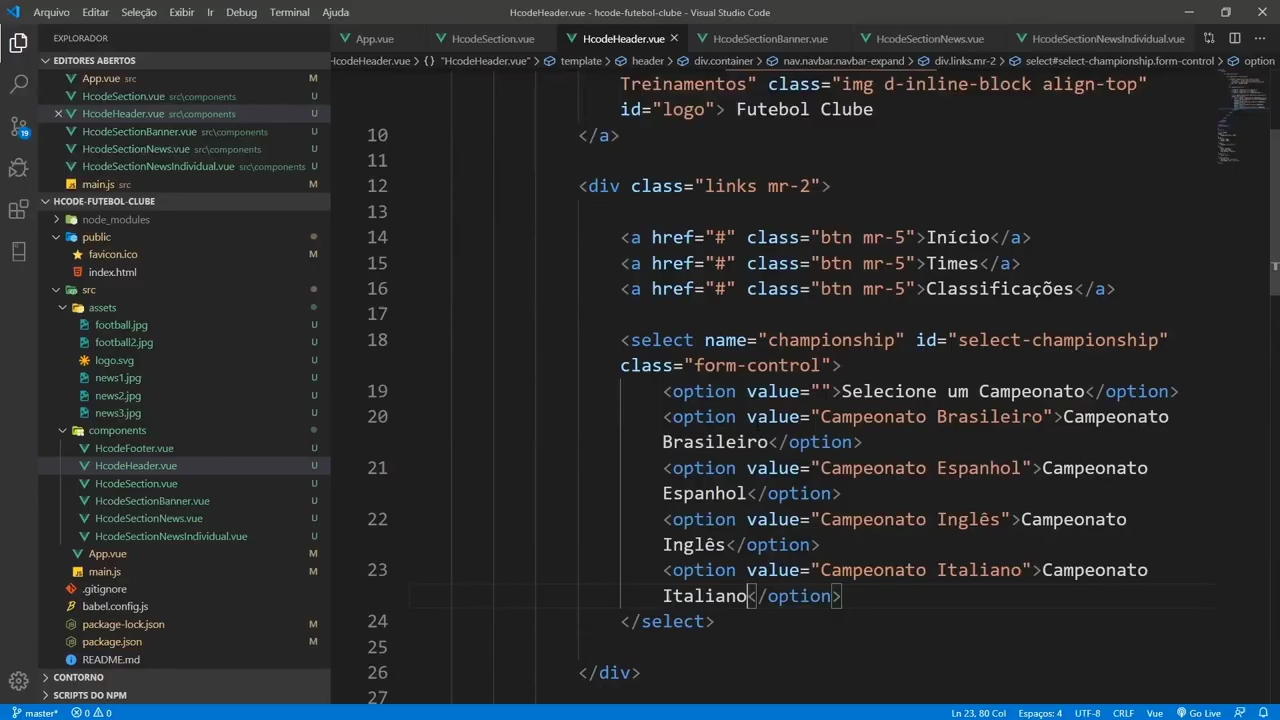 Arquivo Editar Seleção Exibir Ir Debug Terminal Ajuda HcodeHeader.vue - hcode-futebol-clube - Visual Studio Code
EXPLORADOR
EDITORES ABERTOS
App.vue M
HcodeSection.vue src\components U
HcodeHeader.vue src\components U
HcodeSectionBanner.vue src\components U
HcodeSectionNews.vue src\components U
HcodeSectionNewsIndividual.vue src\components U
main.js src M
HCODE-FUTEBOL-CLUBE
node_modules
public
favicon.ico M
index.html
src
assets
football.jpg U
football2.jpg U
logo.svg U
news1.jpg U
news2.jpg U
news3.jpg U
components
HcodeFooter.vue U
HcodeHeader.vue U
HcodeSection.vue U
HcodeSectionBanner.vue U
HcodeSectionNews.vue U
HcodeSectionNewsIndividual.vue U
App.vue M
main.js M
.gitignore
babel.config.js
package-lock.json M
package.json M
README.md
CONTORNO
SCRIPTS DO NPM
App.vue HcodeSection.vue HcodeHeader.vue HcodeSectionBanner.vue HcodeSectionNews.vue HcodeSectionNewsIndividual.vue
HcodeHeader.vue {} "HcodeHeader.vue" template header div.container nav.navbar.navbar-expand div.links.mr-2 select#select-championship.form-control option
Treinamentos" class="img d-inline-block align-top"
id="logo"> Futebol Clube
10 </a>
11
12 <div class="links mr-2">
13
14 <a href="#" class="btn mr-5">Início</a>
15 <a href="#" class="btn mr-5">Times</a>
16 <a href="#" class="btn mr-5">Classificações</a>
17
18 <select name="championship" id="select-championship"
class="form-control">
19 <option value="">Selecione um Campeonato</option>
20 <option value="Campeonato Brasileiro">Campeonato
Brasileiro</option>
21 <option value="Campeonato Espanhol">Campeonato
Espanhol</option>
22 <option value="Campeonato Inglês">Campeonato
Inglês</option>
23 <option value="Campeonato Italiano">Campeonato
Italiano</option>
24 </select>
25
26 </div>
27
19
master* 0 0 Ln 23, 80 Col Espaços: 4 UTF-8 CRLF Vue Go Live